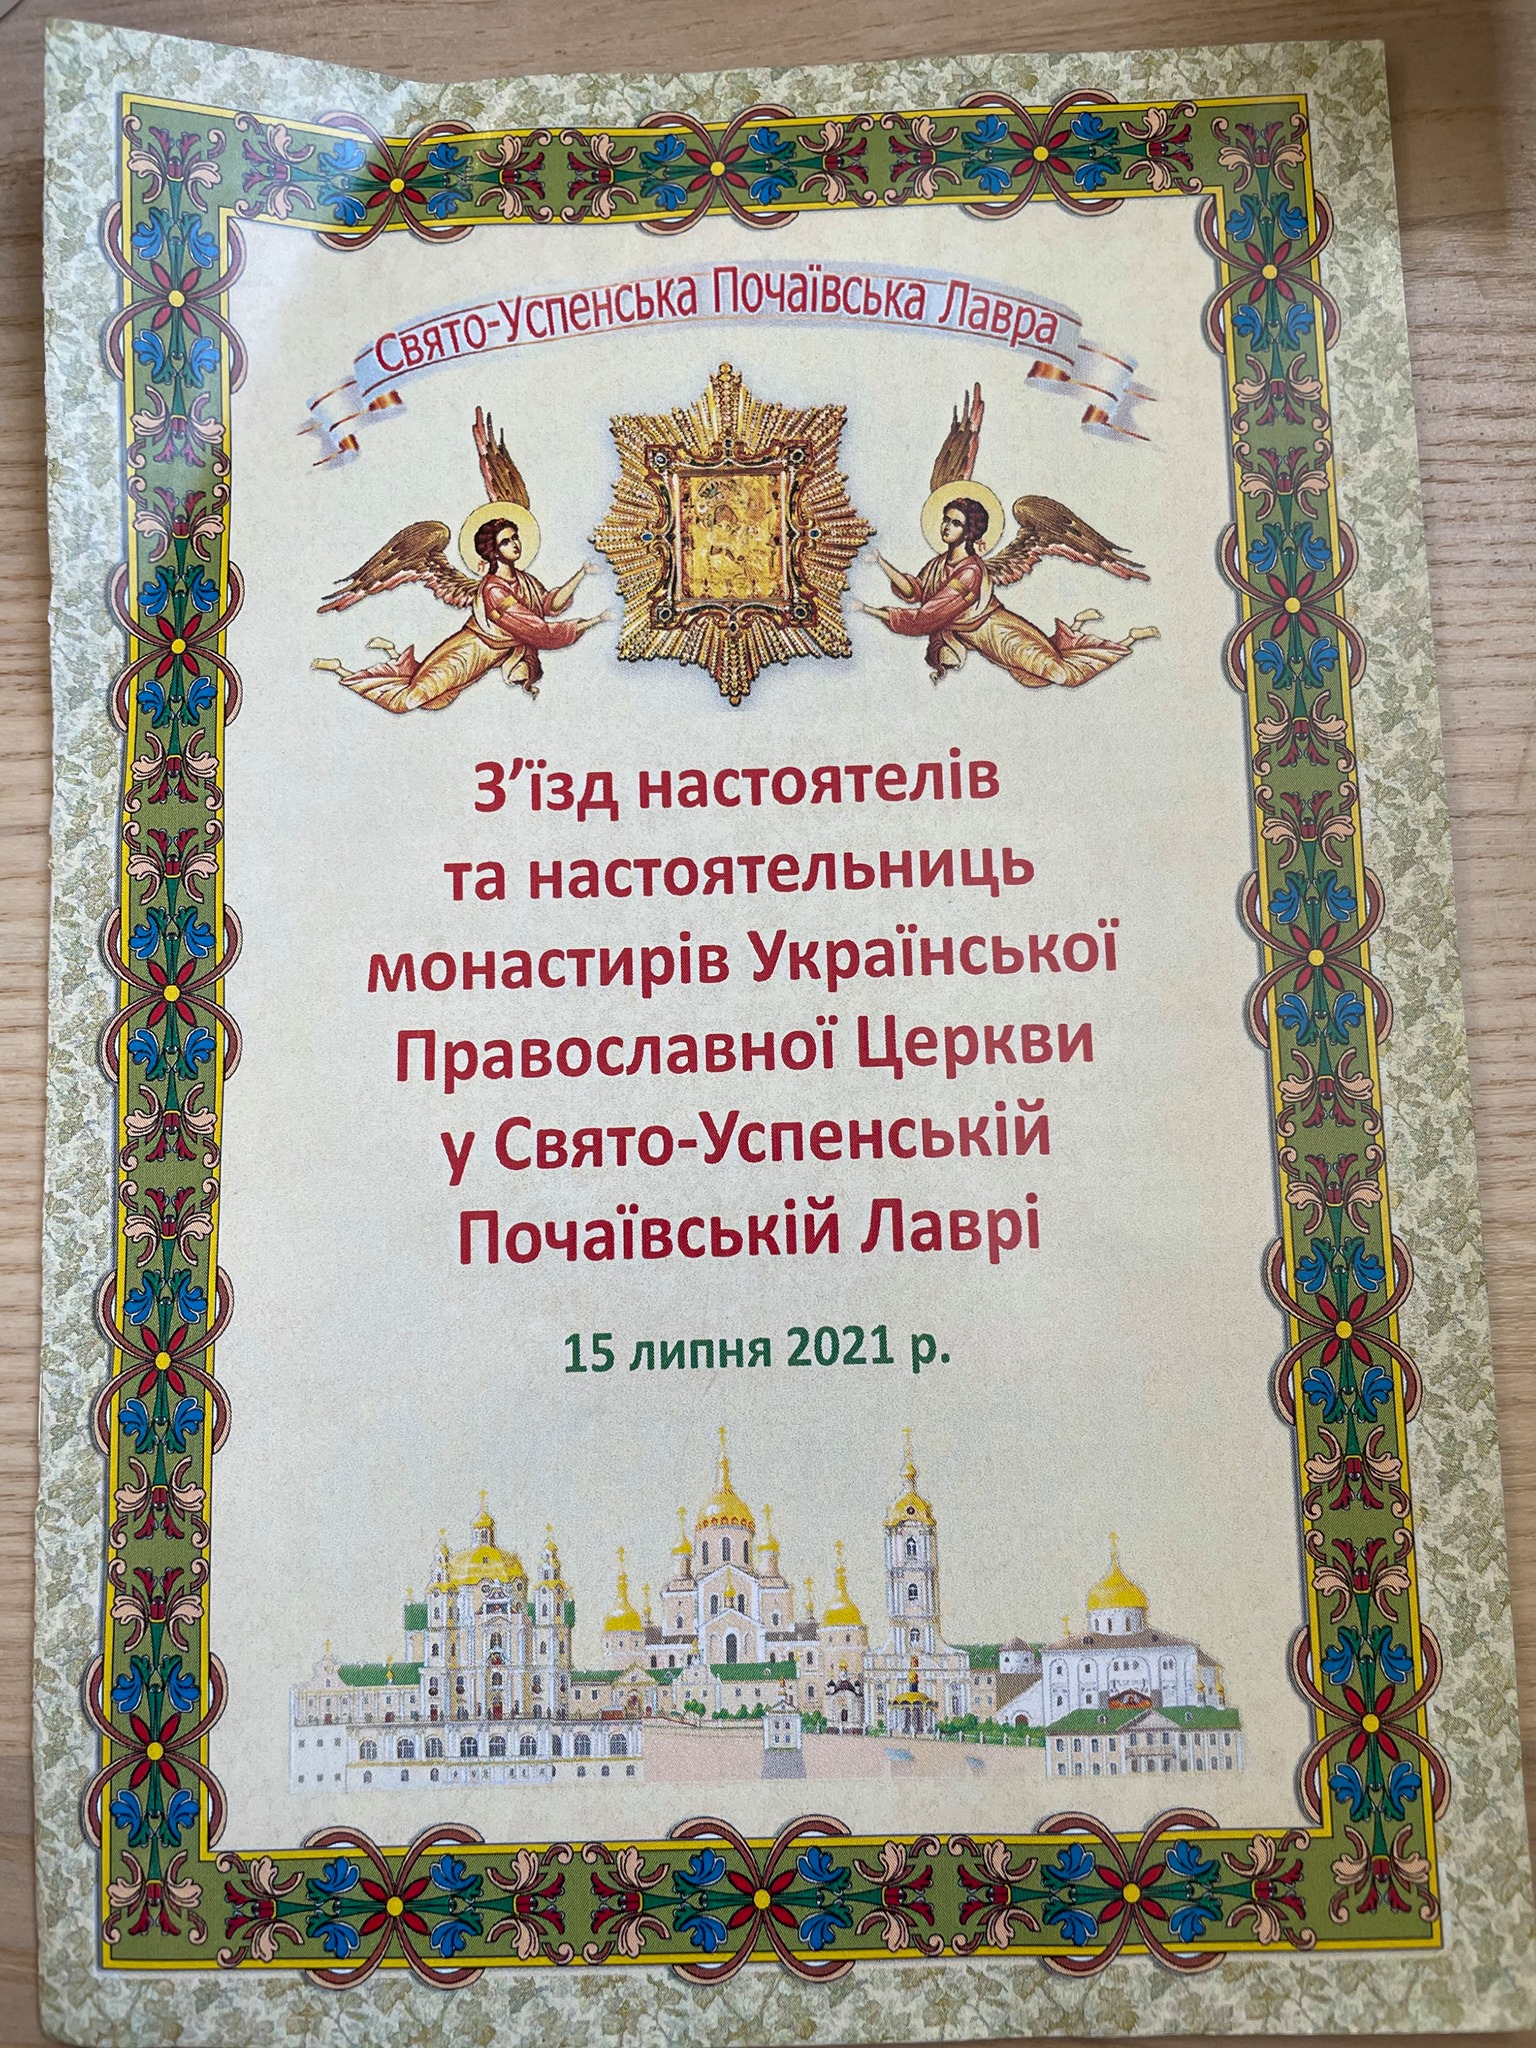 Свято-Успенська Почаївська Лавра
З’їзд настоятелів
та настоятельниць
монастирів Української
Православної Церкви
у Свято-Успенській
Почаївській Лаврі
15 липня 2021 р.